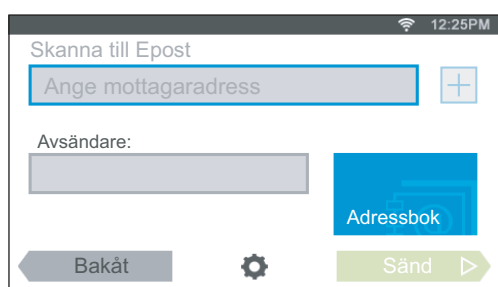 12:25PM
Skanna till Epost
Ange mottagaradress
Avsändare:
Adressbok
Bakåt
Sänd